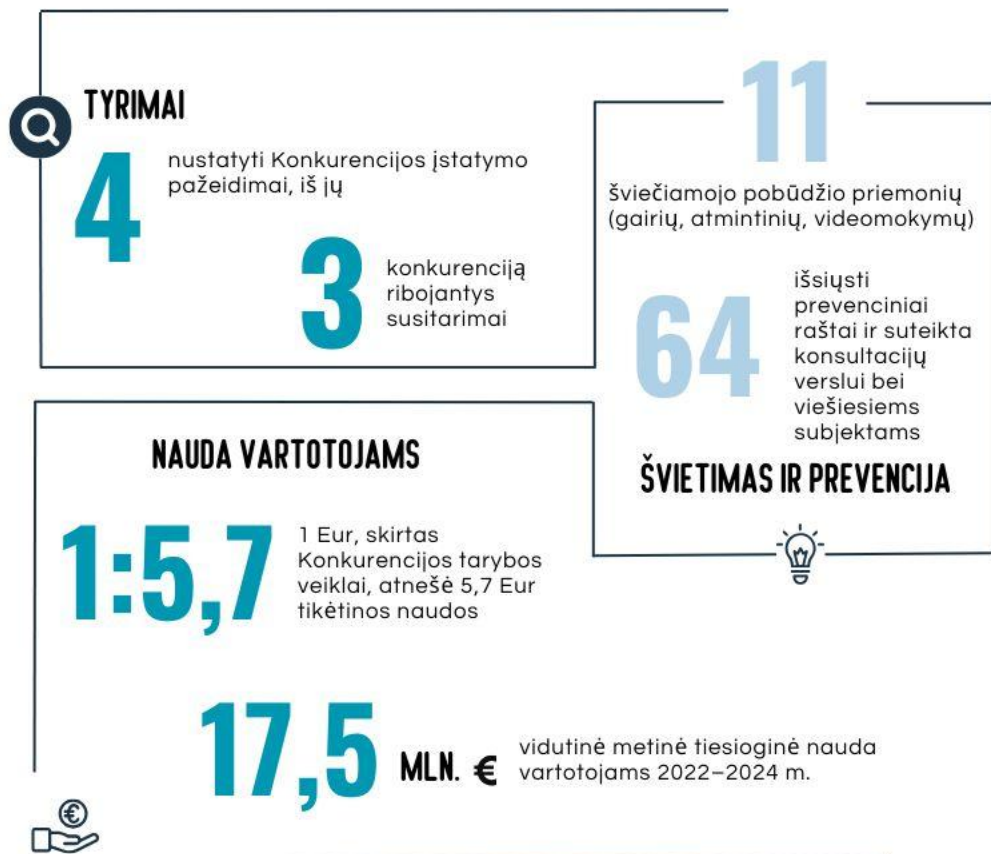 TYRIMAI
4
nustatyti Konkurencijos įstatymo
pažeidimai, iš jų
3
konkurenciją
ribojantys
susitarimai
11
šviečiamojo pobūdžio priemonių
(gairių, atmintinių, videomokymų)
64
išsiųsti
prevenciniai
raštai ir suteikta
konsultacijų
verslui bei
viešiesiems
subjektams
ŠVIETIMAS IR PREVENCIJA
NAUDA VARTOTOJAMS
1:5,7
1 Eur, skirtas
Konkurencijos tarybos
veiklai, atnešė 5,7 Eur
tikėtinos naudos
17,5 MLN. €
vidutinė metinė tiesioginė nauda
vartotojams 2022–2024 m.
€